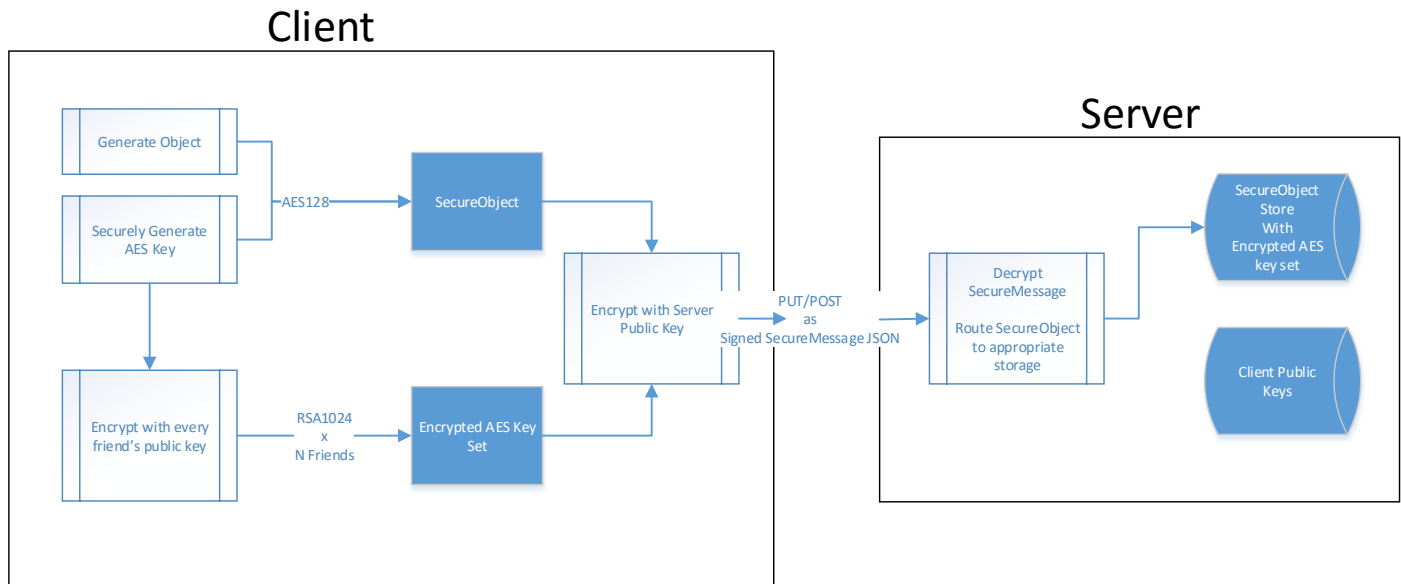 Client
Generate Object
Securely Generate
AES Key
AES128
SecureObject
Encrypt with every
friend's public key
RSA1024
x
N Friends
Encrypted AES Key
Set
Encrypt with Server
Public Key
PUT/POST
as
Signed SecureMessage JSON
Server
Decrypt
SecureMessage
Route SecureObject
to appropriate
storage
SecureObject
Store
With
Encrypted AES
key set
Client Public
Keys